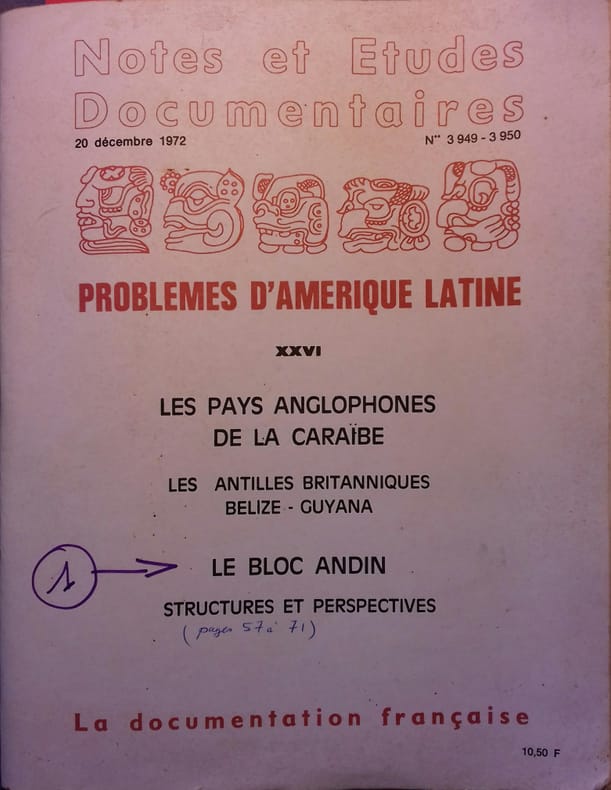 Notes et Etudes
Documentaires
20 décembre 1972
N°° 3 949 - 3 950
PROBLEMES D'AMERIQUE LATINE
XXVI
LES PAYS ANGLOPHONES
DE LA CARAÏBE
LES ANTILLES BRITANNIQUES
BELIZE - GUYANA
1
LE BLOC ANDIN
STRUCTURES ET PERSPECTIVES
(pages 57 à 71)
La documentation française
10,50 F